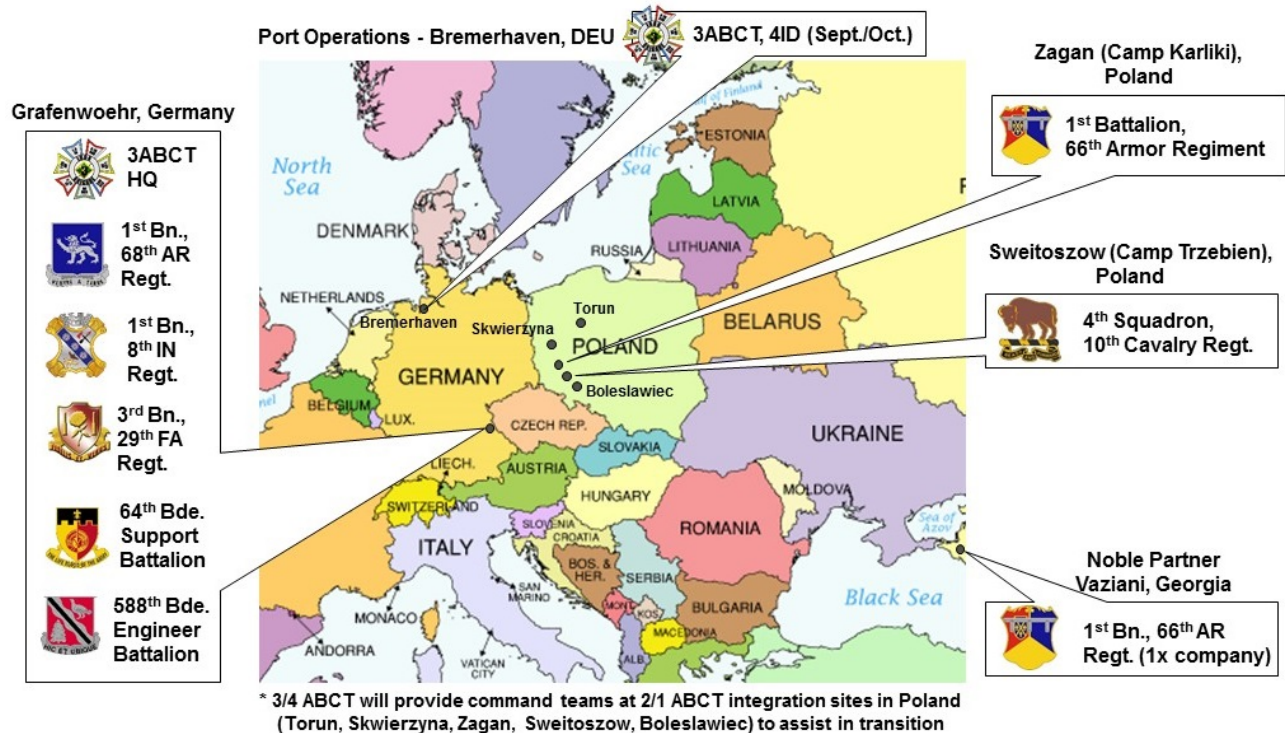 Port Operations - Bremerhaven, DEU
3ABCT, 4ID (Sept./Oct.)
Zagan (Camp Karliki),
Poland
1st Battalion,
66th Armor Regiment
Grafenwoehr, Germany
3ABCT
HQ
1st Bn.,
68th AR
Regt.
1st Bn.,
8th IN
Regt.
3rd Bn.,
29th FA
Regt.
64th Bde.
Support
Battalion
588th Bde.
Engineer
Battalion
Sweitoszow (Camp Trzebien),
Poland
4th Squadron,
10th Cavalry Regt.
Noble Partner
Vaziani, Georgia
1st Bn., 66th AR
Regt. (1x company)
of Finland
ESTONIA
North
Sea
LATVIA
DENMARK
LITHUANIA
RUSSIA
NETHERLANDS
Bremerhaven
Torun
Skwierzyna
POLAND
BELARUS
GERMANY
Boleslawiec
BELGIUM
LUX.
CZECH REP.
UKRAINE
SLOVAKIA
LIECH.
AUSTRIA
SWITZERLAND
HUNGARY
MOLDOVA
SLOVENIA
CROATIA
ROMANIA
Sea of
Azov
ITALY
BOS. &
HER.
SERBIA
SAN
MARINO
MONACO
MONT.
KOS.
BULGARIA
Black Sea
MACEDONIA
ANDORRA
VATICAN
CITY
ALB.
* 3/4 ABCT will provide command teams at 2/1 ABCT integration sites in Poland
(Torun, Skwierzyna, Zagan, Sweitoszow, Boleslawiec) to assist in transition